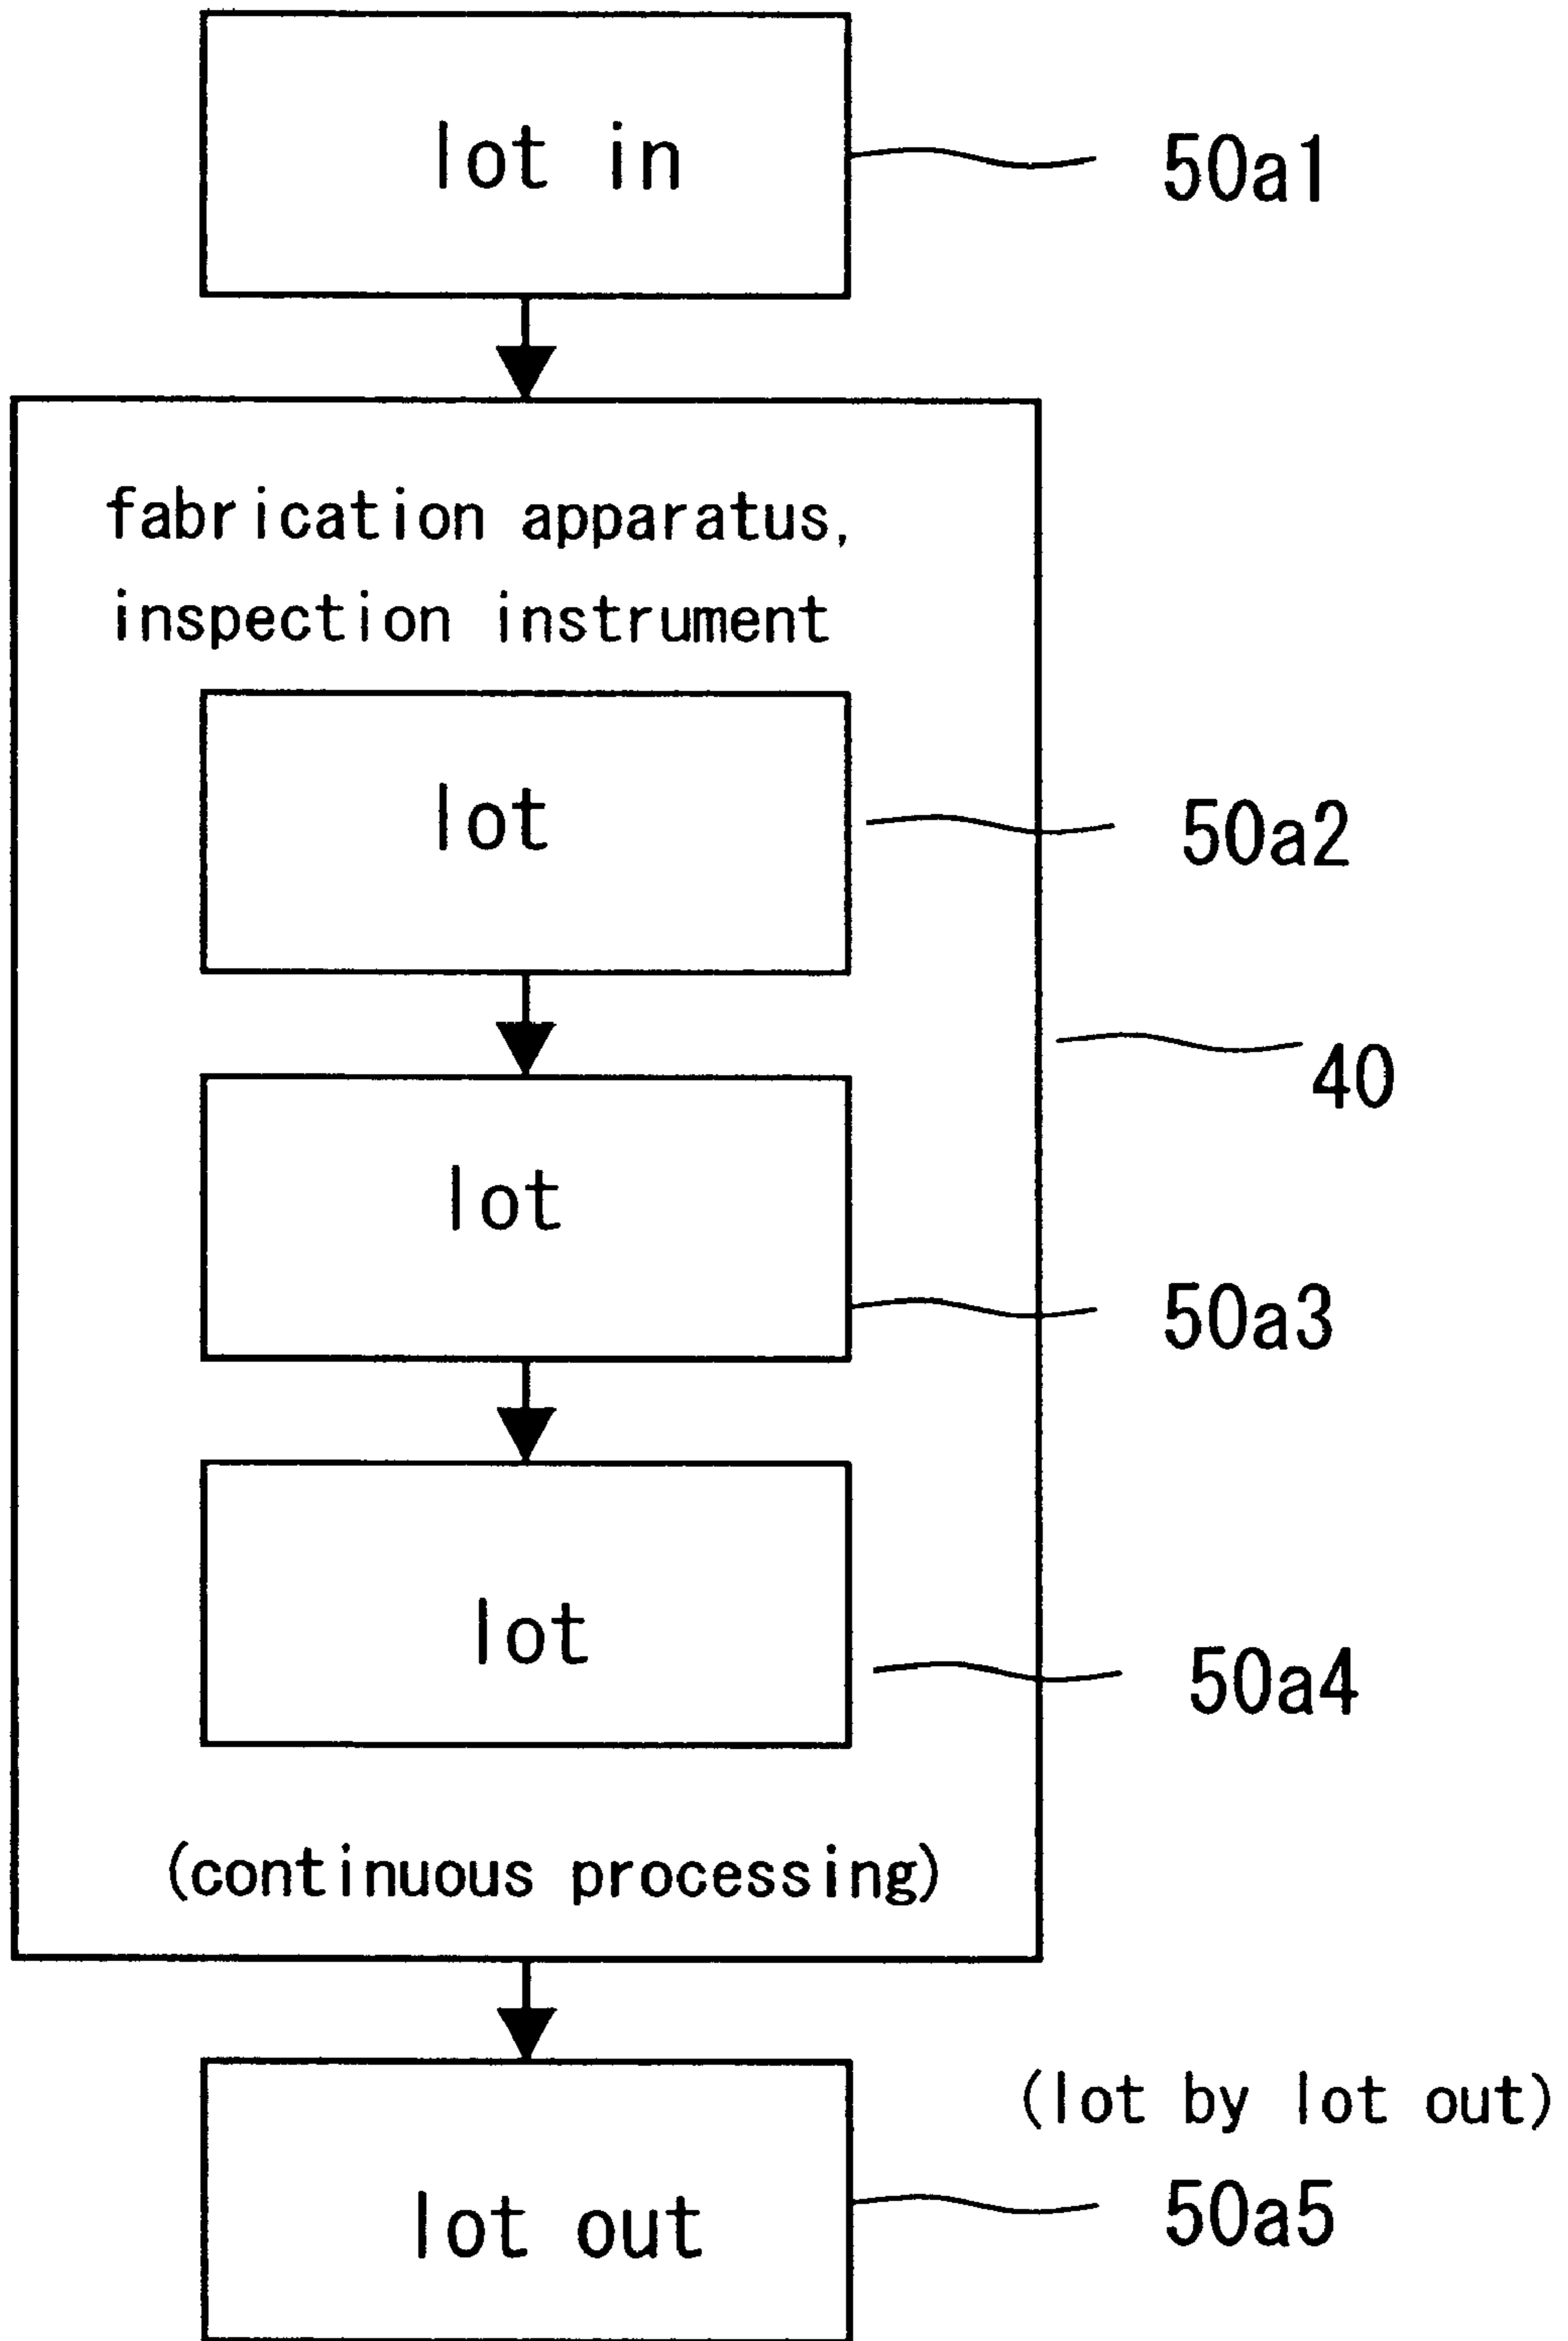 lot in
50a1
fabrication apparatus,
inspection instrument
lot
50a2
40
lot
50a3
lot
50a4
(continuous processing)
(lot by lot out)
lot out
50a5